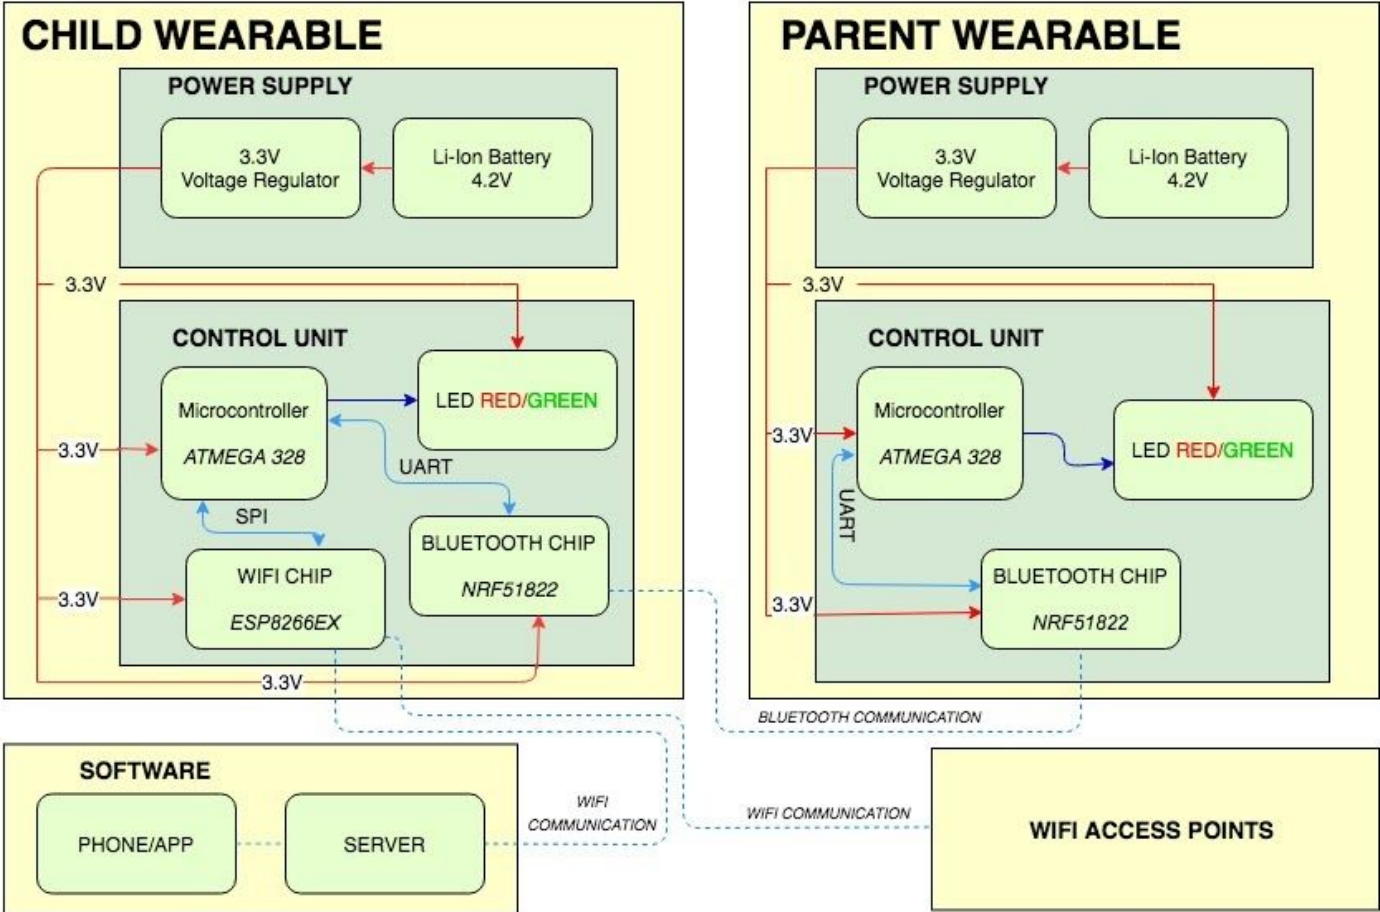 CHILD WEARABLE
POWER SUPPLY
3.3V
Voltage Regulator
Li-Ion Battery
4.2V
3.3V
CONTROL UNIT
Microcontroller
ATMEGA 328
LED RED/GREEN
3.3V
UART
SPI
BLUETOOTH CHIP
NRF51822
WIFI CHIP
ESP8266EX
3.3V
3.3V
PARENT WEARABLE
POWER SUPPLY
3.3V
Voltage Regulator
Li-Ion Battery
4.2V
3.3V
CONTROL UNIT
Microcontroller
ATMEGA 328
LED RED/GREEN
3.3V
UART
BLUETOOTH CHIP
NRF51822
3.3V
BLUETOOTH COMMUNICATION
SOFTWARE
PHONE/APP
SERVER
WIFI
COMMUNICATION
WIFI COMMUNICATION
WIFI ACCESS POINTS